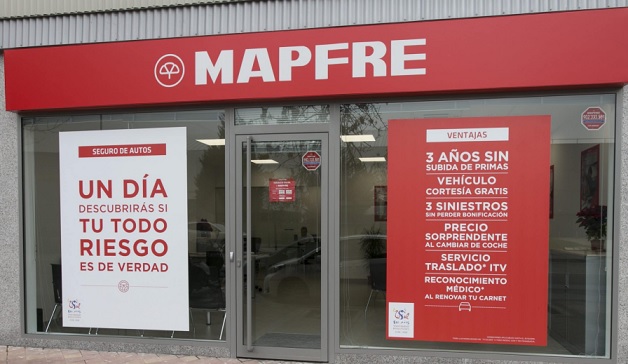 MAPFRE
SEGURO DE AUTOS
UN DÍA
DESCUBRIRÁS SI
TU TODO
RIESGO
ES DE VERDAD
VENTAJAS
3 AÑOS SIN
SUBIDA DE PRIMAS
VEHÍCULO
CORTESÍA GRATIS
3 SINIESTROS
SIN PERDER BONIFICACIÓN
PRECIO
SORPRENDENTE
AL CAMBIAR DE COCHE
SERVICIO
TRASLADO* ITV
RECONOCIMIENTO
MÉDICO*
AL RENOVAR TU CARNET